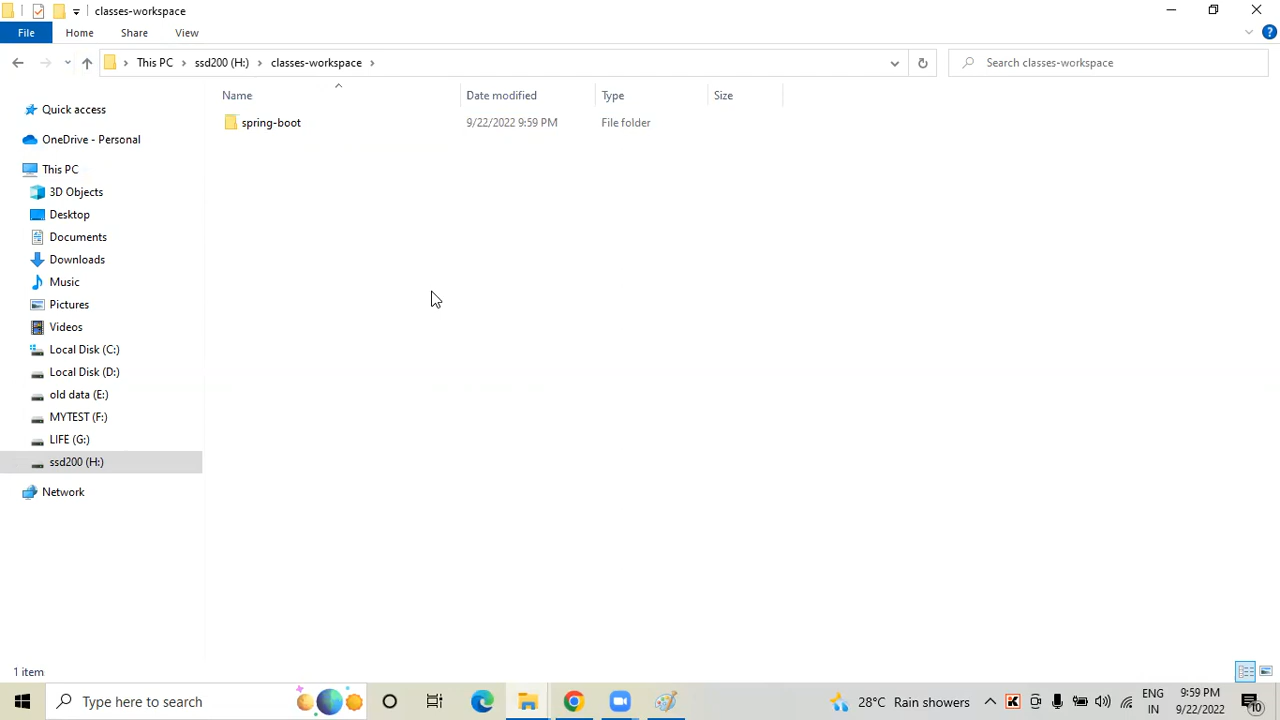 classes-workspace
File Home Share View
This PC ssd200 (H:) classes-workspace
Search classes-workspace
Name Date modified Type Size
spring-boot 9/22/2022 9:59 PM File folder
Quick access
OneDrive - Personal
This PC
3D Objects
Desktop
Documents
Downloads
Music
Pictures
Videos
Local Disk (C:)
Local Disk (D:)
old data (E:)
MYTEST (F:)
LIFE (G:)
ssd200 (H:)
Network
1 item
Type here to search
28°C Rain showers
ENG
IN
9:59 PM
9/22/2022
10